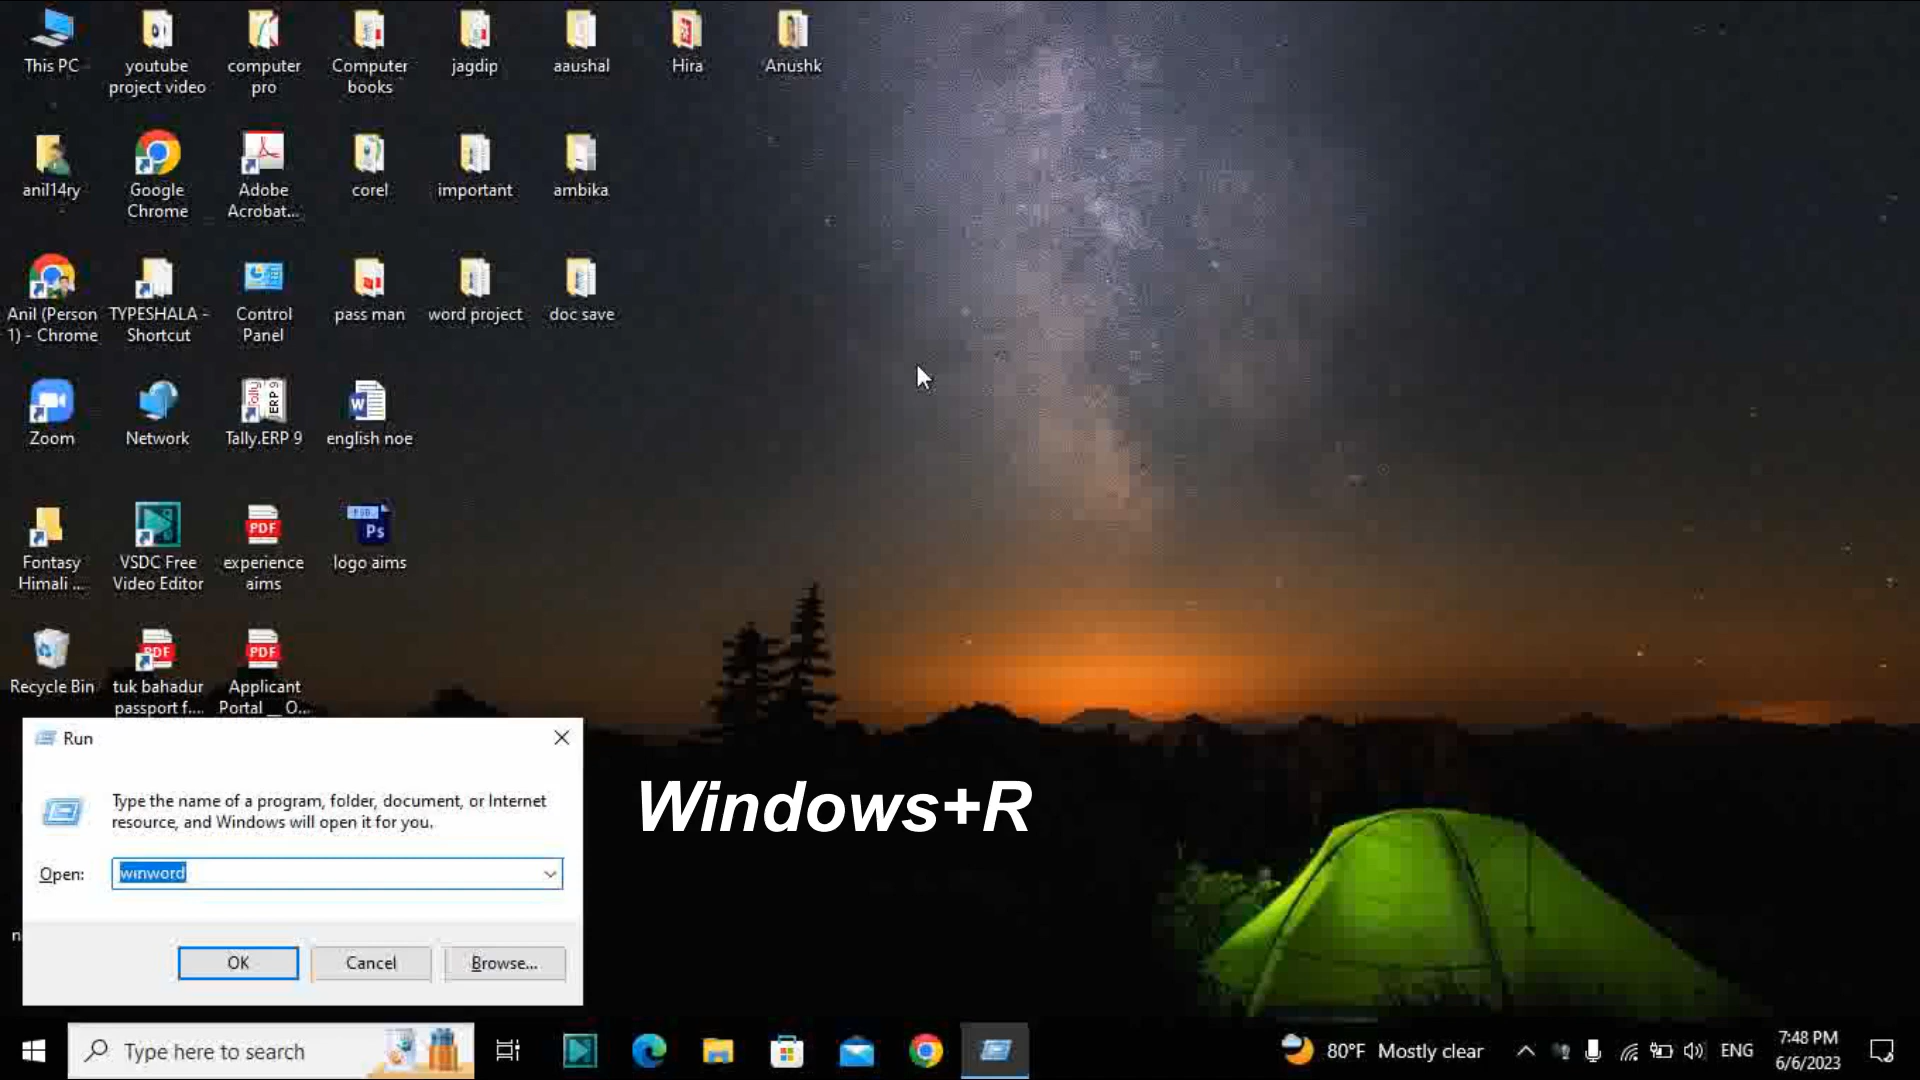 This PC
youtube
project video
computer
pro
Computer
books
jagdip
aaushal
Hira
Anushk
anil14ry
Google
Chrome
Adobe
Acrobat...
corel
important
ambika
Anil (Person
1) - Chrome
TYPESHALA -
Shortcut
Control
Panel
pass man
word project
doc save
Zoom
Network
Tally.ERP 9
english noe
Fontasy
Himali ...
VSDC Free
Video Editor
experience
aims
logo aims
Recycle Bin
tuk bahadur
passport f....
Applicant
Portal __ O...
Run
Type the name of a program, folder, document, or Internet
resource, and Windows will open it for you.
Open:
winword
OK
Cancel
Browse...
Windows+R
Type here to search
80°F Mostly clear
ENG
7:48 PM
6/6/2023